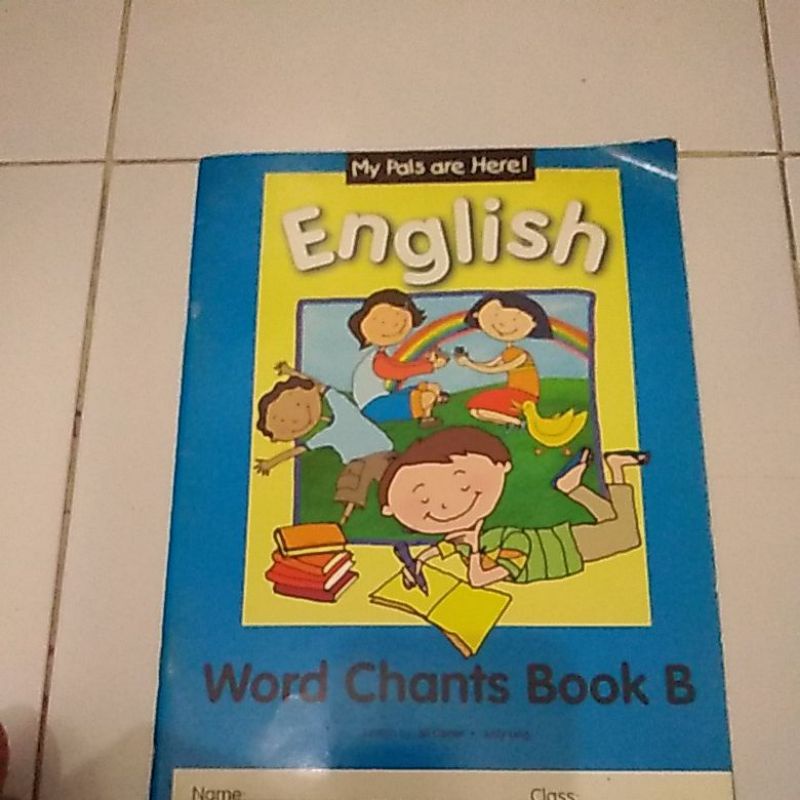 My Pals are Here!
English
Word Chants Book B
Name:
Class: